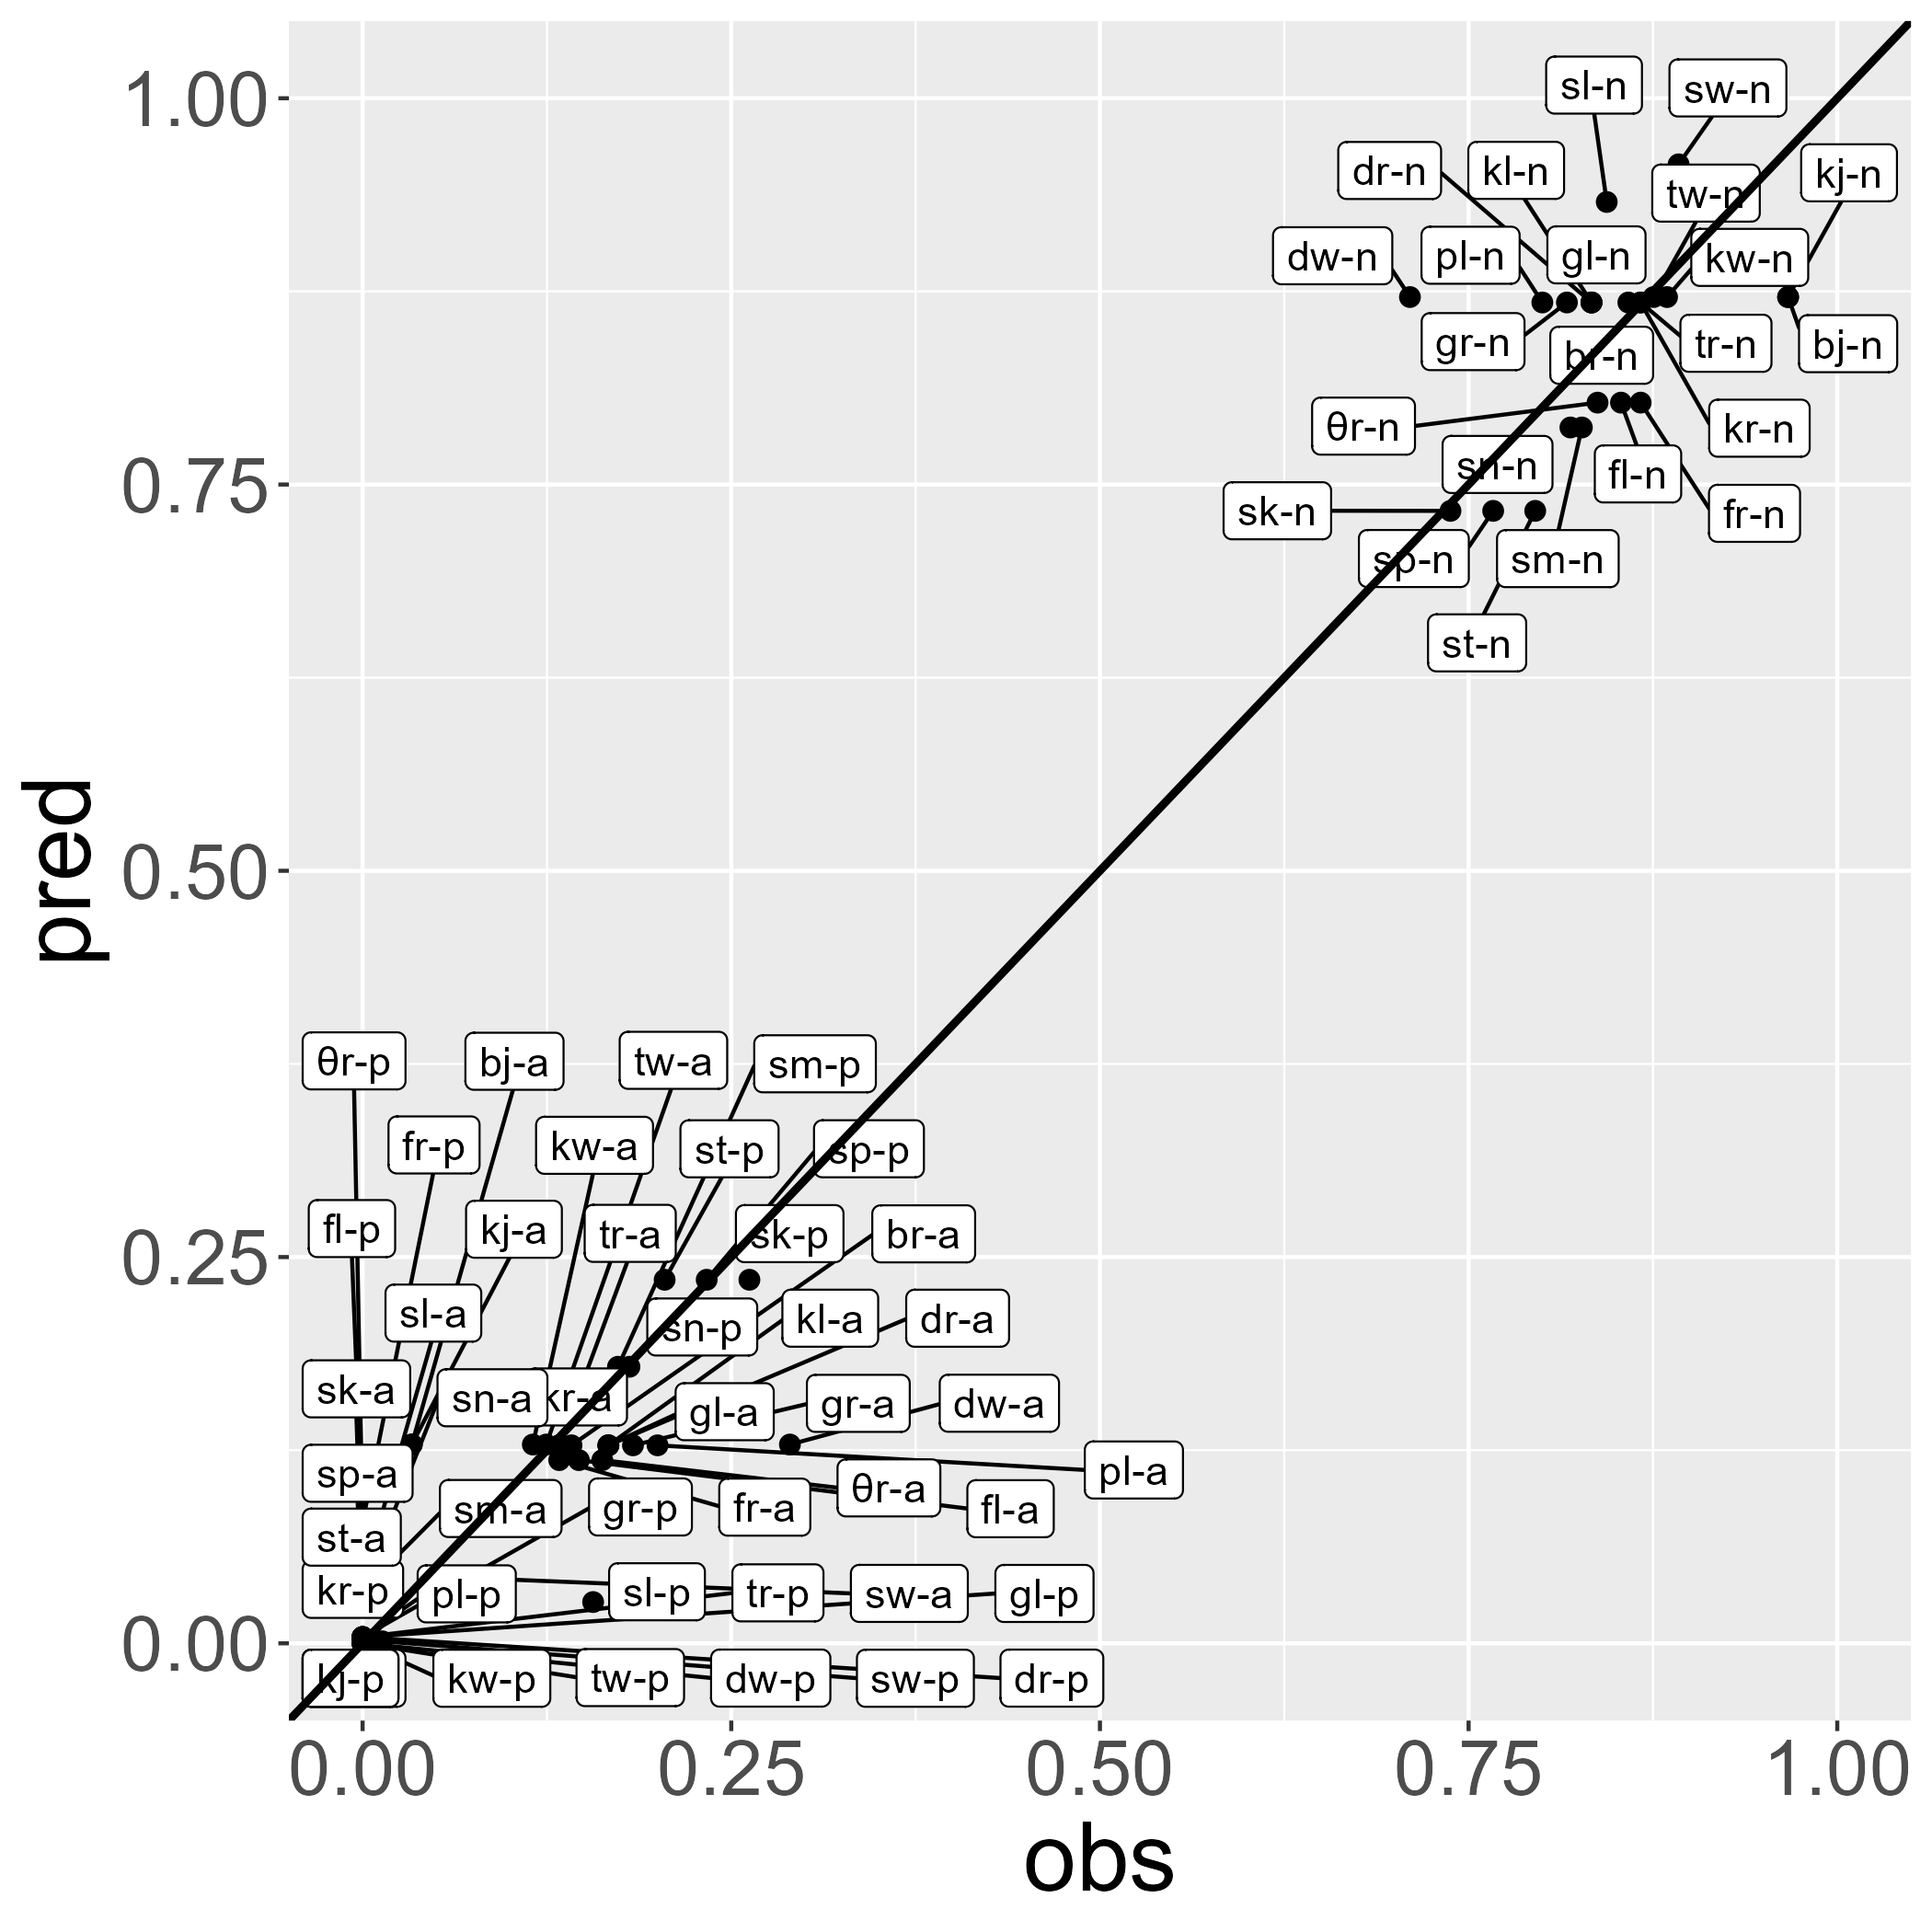 sl-n
sw-n
1.00
dr-n
kl-n
tw-n
kj-n
dw-n
pl-n
gl-n
kw-n
gr-n
br-n
tr-n
bj-n
θr-n
kr-n
sn-n
fl-n
0.75
sk-n
fr-n
sp-n
sm-n
st-n
pred
0.50
θr-p
bj-a
tw-a
sm-p
fr-p
kw-a
st-p
sp-p
fl-p
kj-a
tr-a
sk-p
br-a
0.25
sl-a
sn-p
kl-a
dr-a
sk-a
sn-a
kr-a
gl-a
gr-a
dw-a
sp-a
θr-a
pl-a
st-a
sm-a
gr-p
fr-a
fl-a
kr-p
pl-p
sl-p
tr-p
sw-a
gl-p
0.00
kj-p
kw-p
tw-p
dw-p
sw-p
dr-p
0.00 0.25 0.50 0.75 1.00
obs